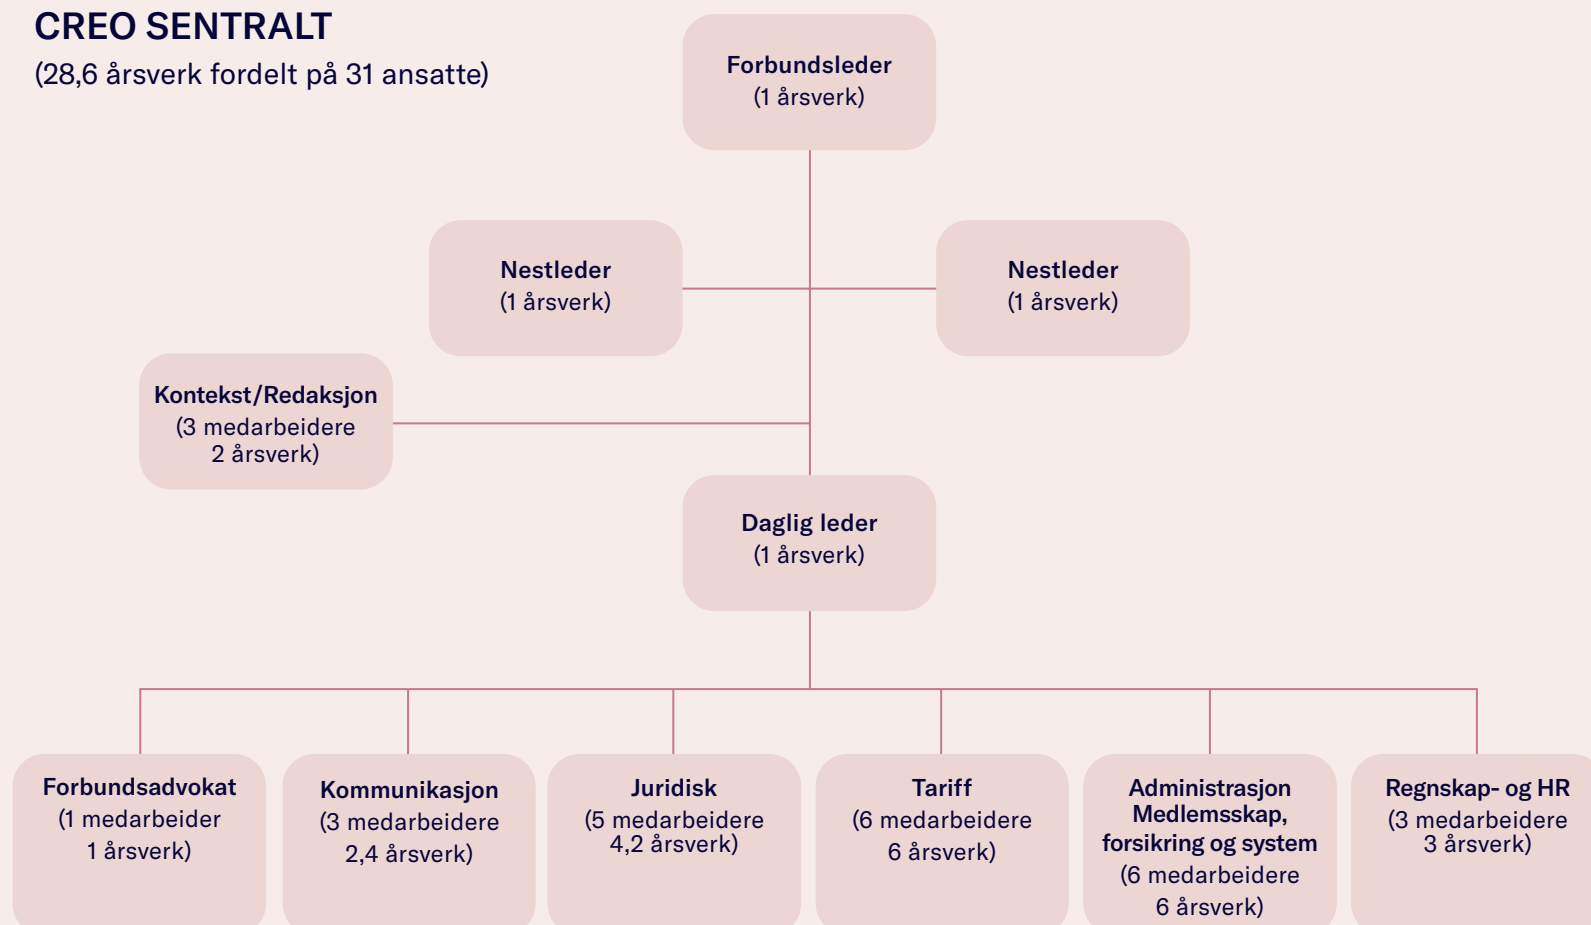 CREO SENTRALT
(28,6 årsverk fordelt på 31 ansatte)
Forbundsleder
(1 årsverk)
Nestleder
(1 årsverk)
Nestleder
(1 årsverk)
Kontekst/Redaksjon
(3 medarbeidere
2 årsverk)
Daglig leder
(1 årsverk)
Forbundsadvokat
(1 medarbeider
1 årsverk)
Kommunikasjon
(3 medarbeidere
2,4 årsverk)
Juridisk
(5 medarbeidere
4,2 årsverk)
Tariff
(6 medarbeidere
6 årsverk)
Administrasjon
Medlemsskap,
forsikring og system
(6 medarbeidere
6 årsverk)
Regnskap- og HR
(3 medarbeidere
3 årsverk)